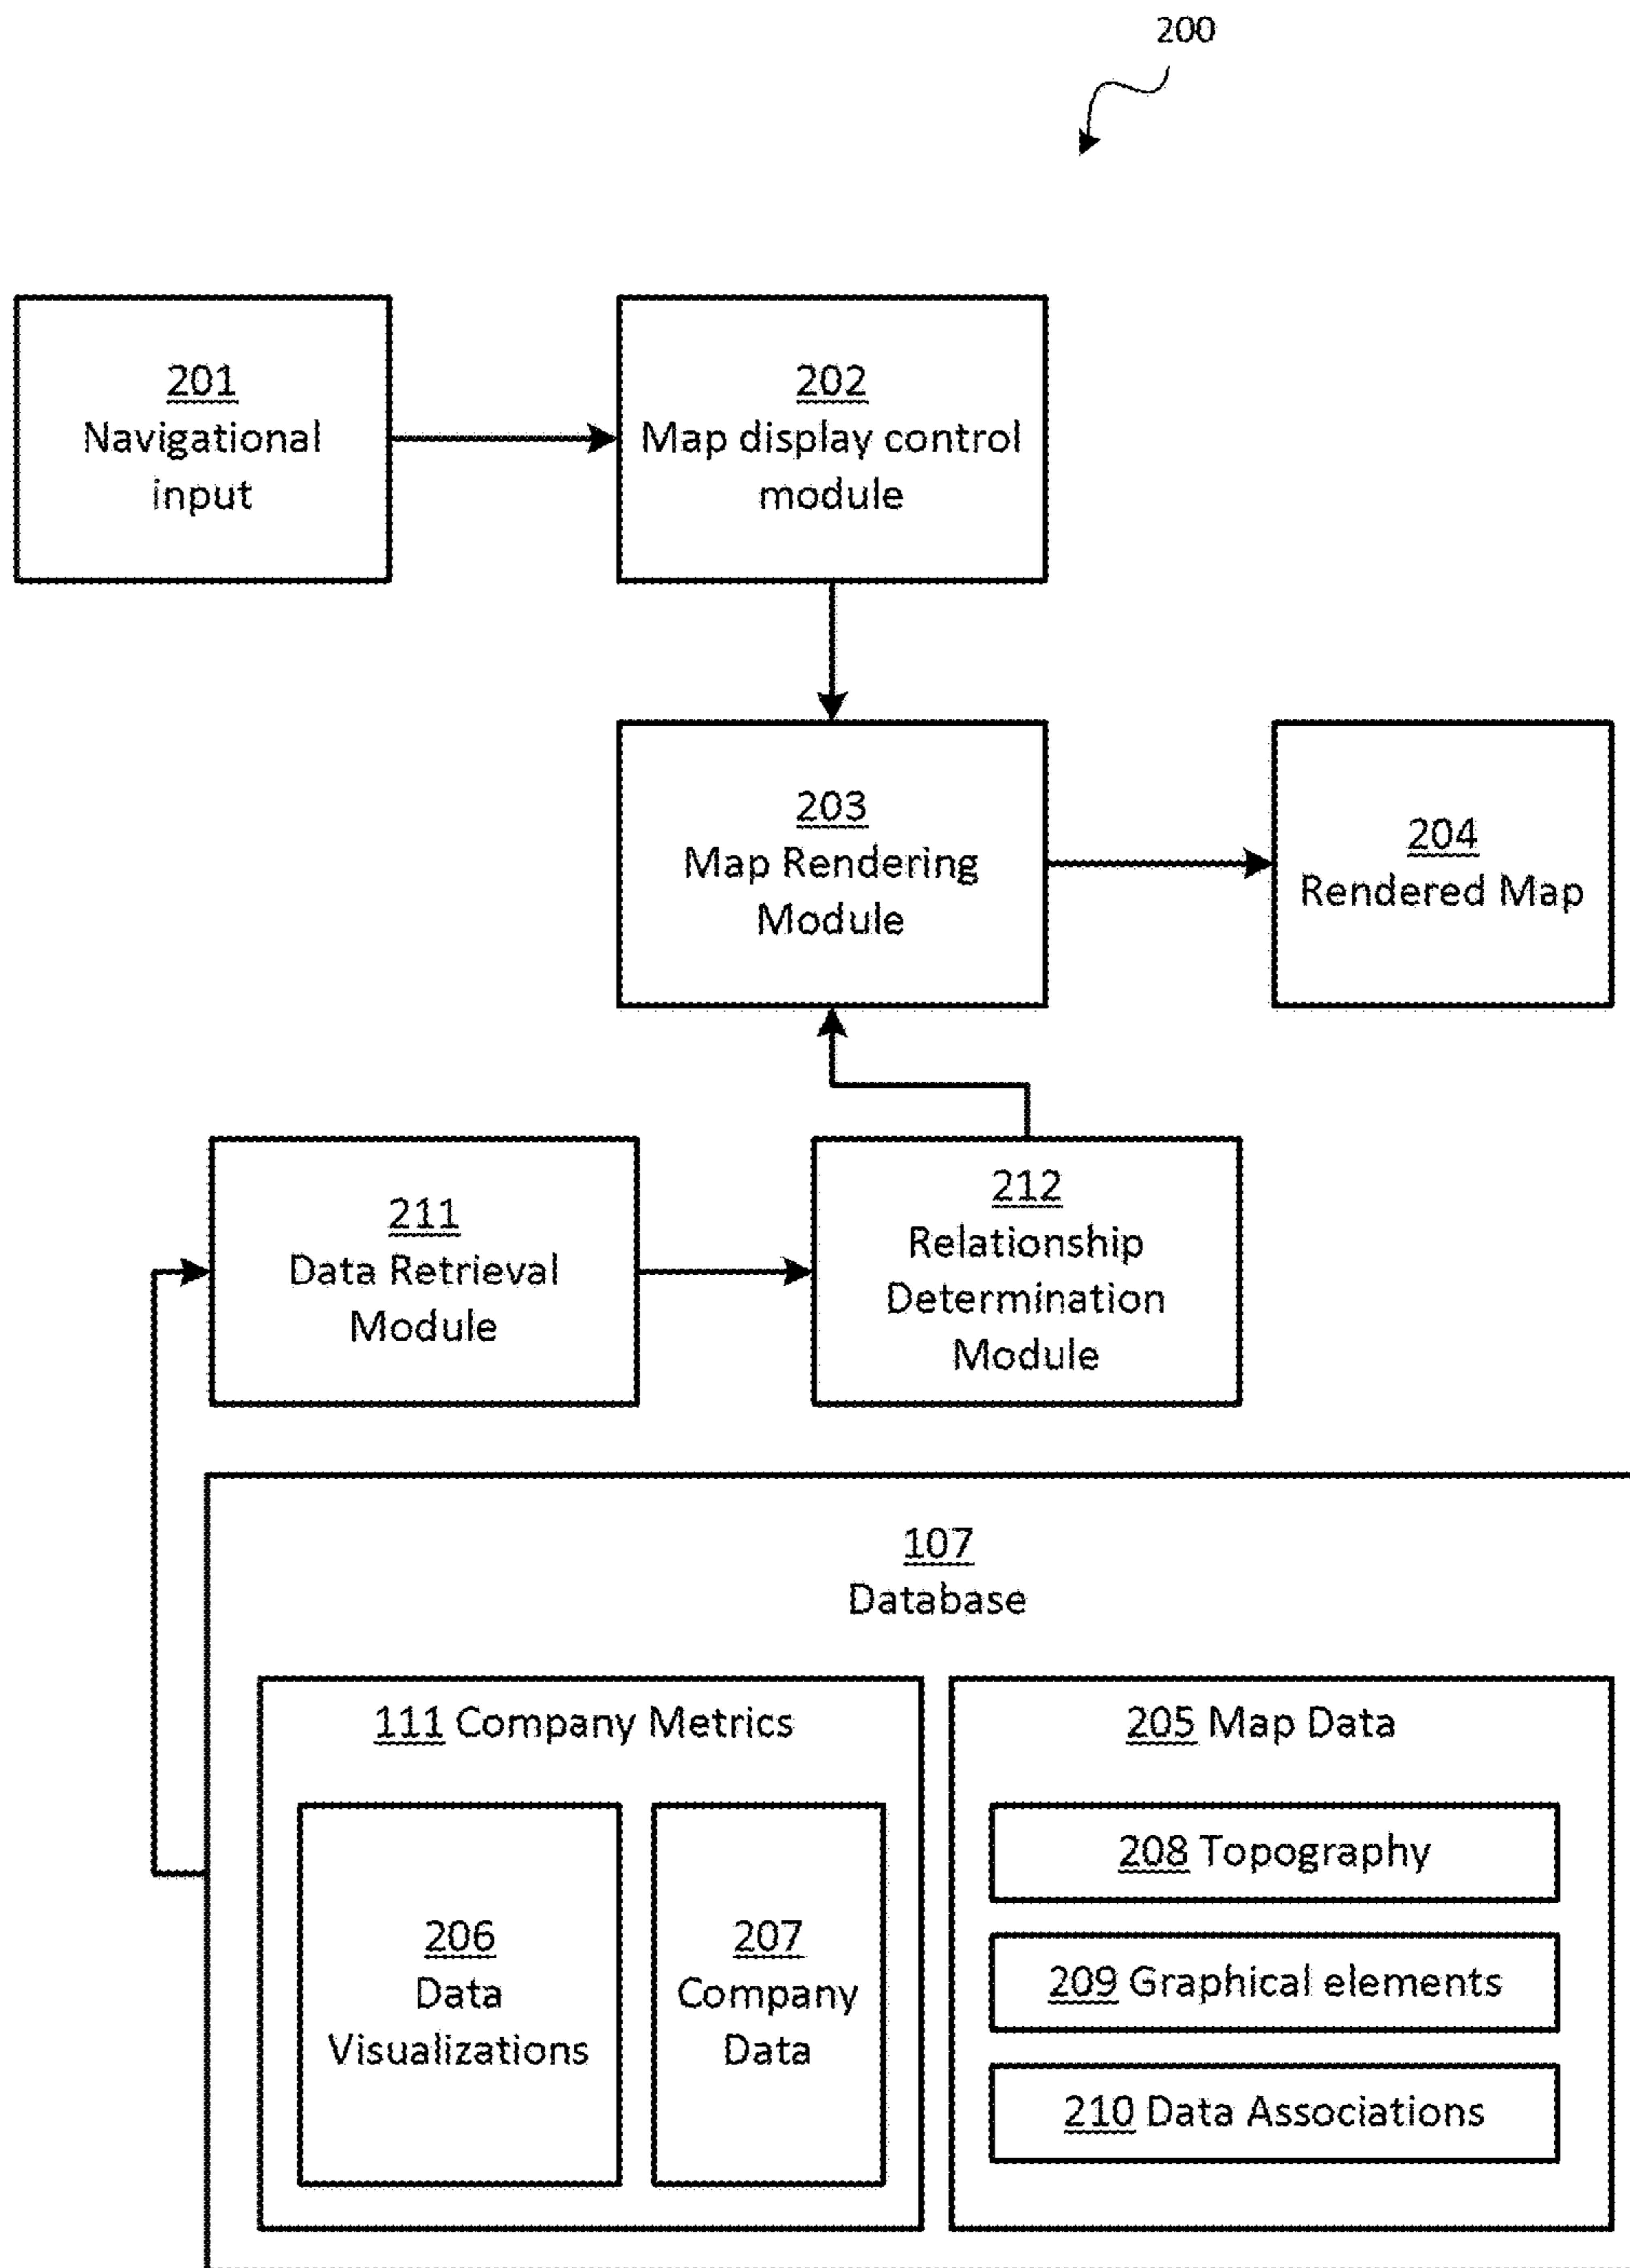 200
201
Navigational
input
202
Map display control
module
203
Map Rendering
Module
204
Rendered Map
211
Data Retrieval
Module
212
Relationship
Determination
Module
107
Database
111 Company Metrics
206
Data
Visualizations
207
Company
Data
205 Map Data
208 Topography
209 Graphical elements
210 Data Associations